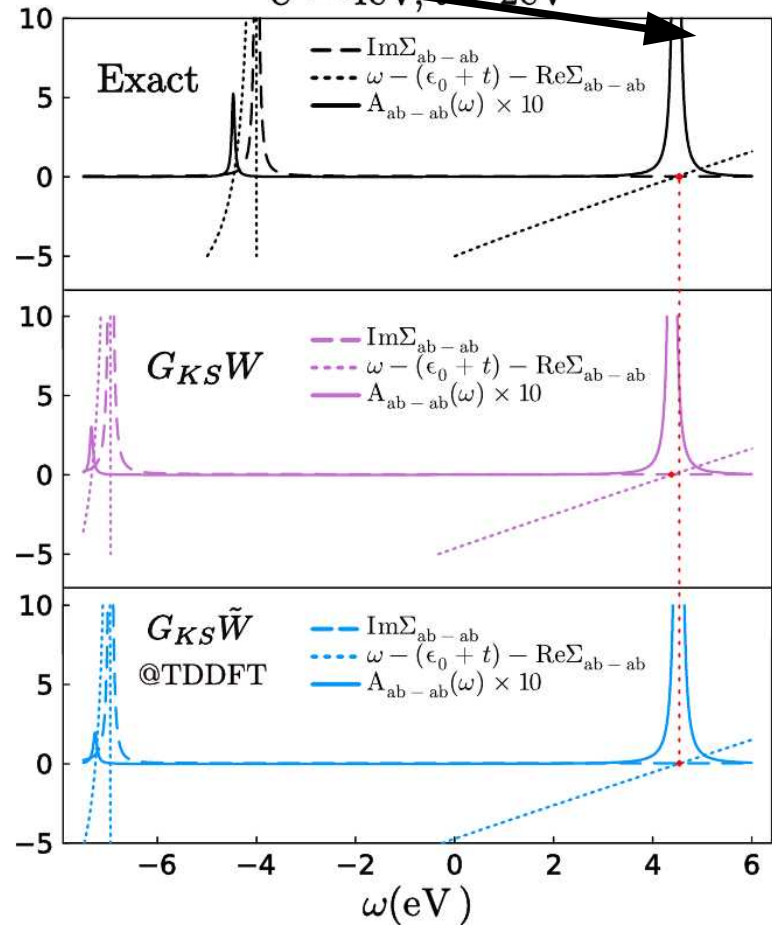 10
5
0
−5
Exact
ImΣab − ab
ω − (ϵ0 + t) − ReΣab − ab
Aab−ab(ω) × 10
10
5
0
−5
GKSW
ImΣab − ab
ω − (ϵ0 + t) − ReΣab − ab
Aab−ab(ω) × 10
10
5
0
−5
GKSW̃
@TDDFT
ImΣab − ab
ω − (ϵ0 + t) − ReΣab − ab
Aab−ab(ω) × 10
−6 −4 −2 0 2 4 6
ω(eV)